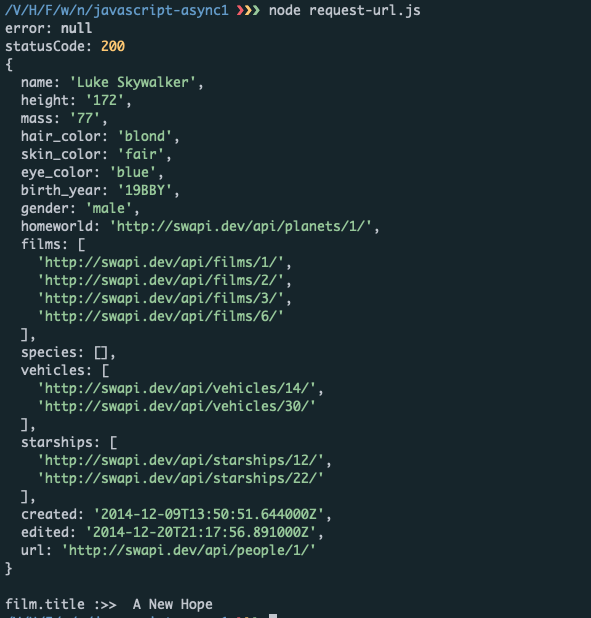 /V/H/F/w/n/javascript-async1 ❯❯❯ node request-url.js
error: null
statusCode: 200
{
  name: 'Luke Skywalker',
  height: '172',
  mass: '77',
  hair_color: 'blond',
  skin_color: 'fair',
  eye_color: 'blue',
  birth_year: '19BBY',
  gender: 'male',
  homeworld: 'http://swapi.dev/api/planets/1/',
  films: [
    'http://swapi.dev/api/films/1/',
    'http://swapi.dev/api/films/2/',
    'http://swapi.dev/api/films/3/',
    'http://swapi.dev/api/films/6/'
  ],
  species: [],
  vehicles: [
    'http://swapi.dev/api/vehicles/14/',
    'http://swapi.dev/api/vehicles/30/'
  ],
  starships: [
    'http://swapi.dev/api/starships/12/',
    'http://swapi.dev/api/starships/22/'
  ],
  created: '2014-12-09T13:50:51.644000Z',
  edited: '2014-12-20T21:17:56.891000Z',
  url: 'http://swapi.dev/api/people/1/'
}
film.title :>>  A New Hope